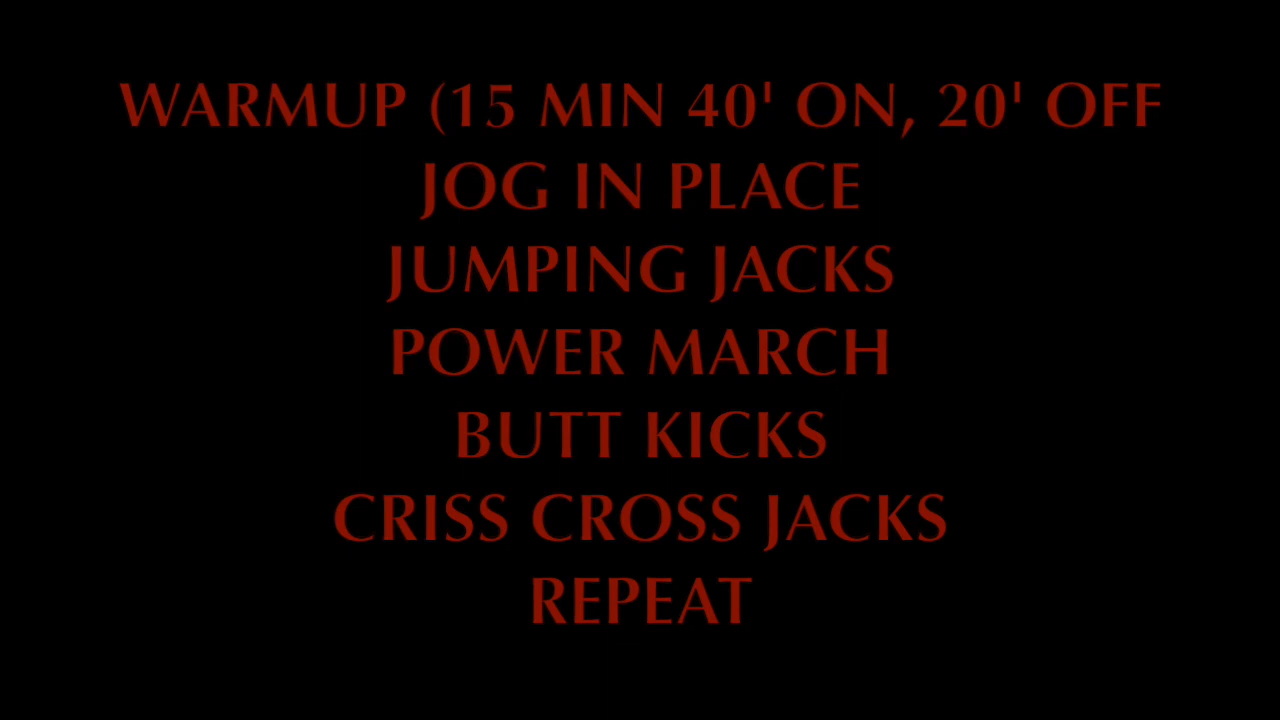 WARMUP (15 MIN 40' ON, 20' OFF
JOG IN PLACE
JUMPING JACKS
POWER MARCH
BUTT KICKS
CRISS CROSS JACKS
REPEAT